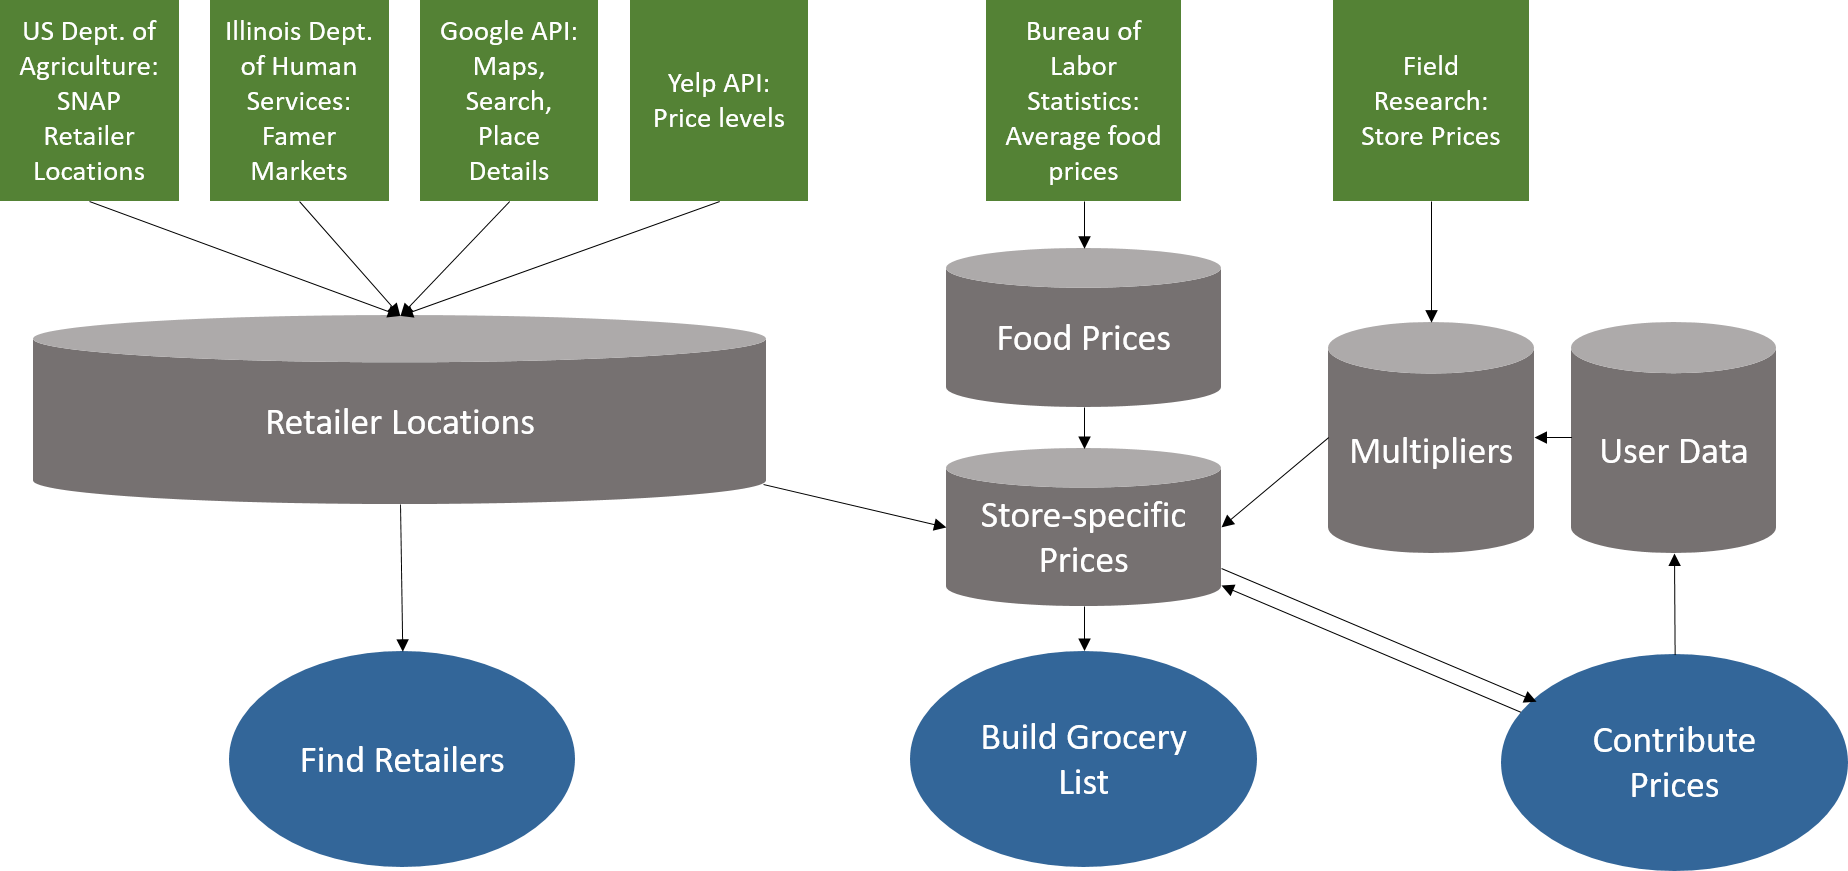 US Dept. of
Agriculture:
SNAP
Retailer
Locations
Illinois Dept.
of Human
Services:
Famer
Markets
Google API:
Maps,
Search,
Place
Details
Yelp API:
Price levels
Bureau of
Labor
Statistics:
Average food
prices
Field
Research:
Store Prices
Retailer Locations
Food Prices
Store-specific
Prices
Multipliers
User Data
Find Retailers
Build Grocery
List
Contribute
Prices